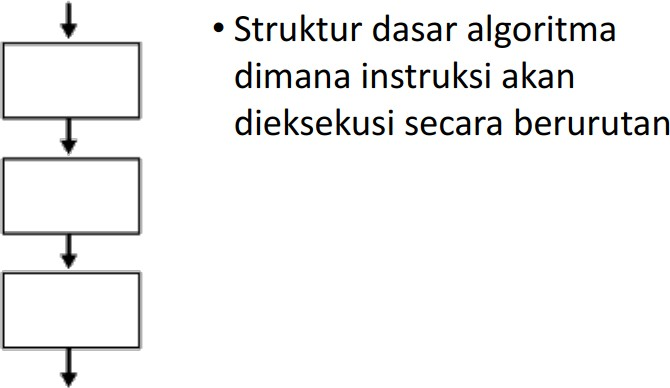 • Struktur dasar algoritma
dimana instruksi akan
dieksekusi secara berurutan